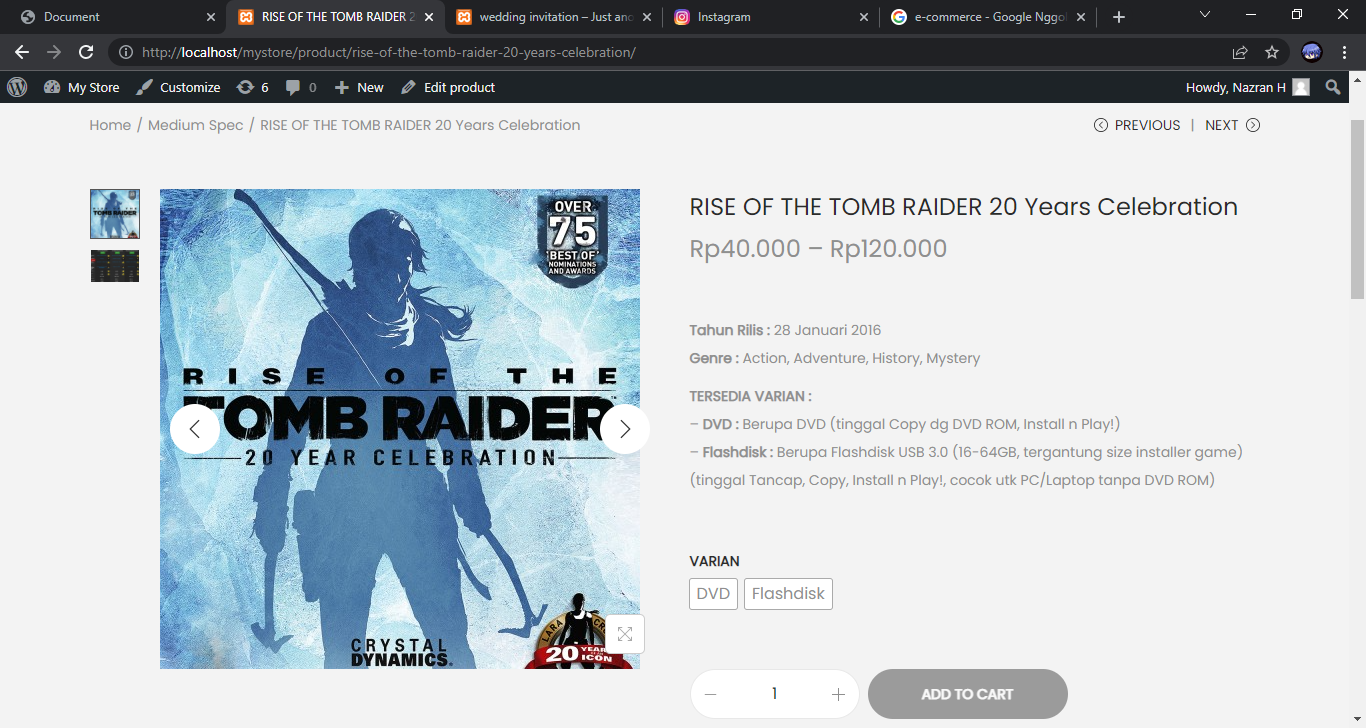 Document
RISE OF THE TOMB RAIDER 2
wedding invitation – Just and
Instagram
e-commerce - Google Nggol
http://localhost/mystore/product/rise-of-the-tomb-raider-20-years-celebration/
My Store
Customize
6
0
New
Edit product
Howdy, Nazran H
Home / Medium Spec / RISE OF THE TOMB RAIDER 20 Years Celebration
PREVIOUS | NEXT
OVER
75
BEST OF
NOMINATIONS
AND AWARDS
RISE OF THE
TOMB RAIDER™
20 YEAR CELEBRATION
CRYSTAL
DYNAMICS®
LARA CRO
20 YEAR
ICON
RISE OF THE TOMB RAIDER 20 Years Celebration
Rp40.000 – Rp120.000
Tahun Rilis : 28 Januari 2016
Genre : Action, Adventure, History, Mystery
TERSEDIA VARIAN :
– DVD : Berupa DVD (tinggal Copy dg DVD ROM, Install n Play!)
– Flashdisk : Berupa Flashdisk USB 3.0 (16-64GB, tergantung size installer game)
(tinggal Tancap, Copy, Install n Play!, cocok utk PC/Laptop tanpa DVD ROM)
VARIAN
DVD
Flashdisk
1
ADD TO CART